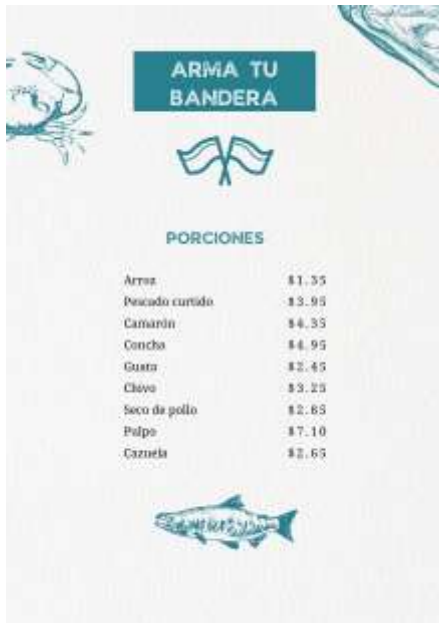 ARMA TU
BANDERA
PORCIONES
Arroz $1.35
Pescado curtido $3.95
Camarón $4.35
Concha $4.95
Guata $2.45
Chivo $3.25
Seco de pollo $2.85
Pulpo $7.10
Cazuela $2.65